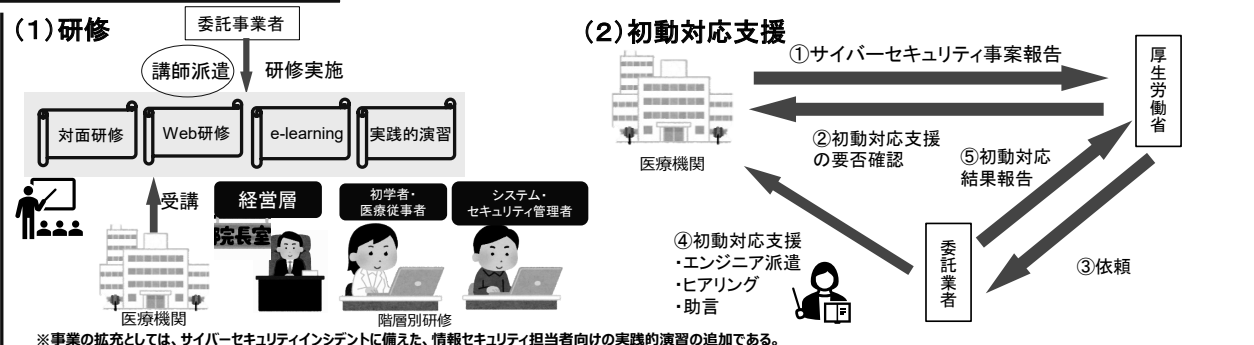 (1)研修
委託事業者
講師派遣
研修実施
対面研修
Web研修
e-learning
実践的演習
受講
経営層
初学者・
医療従事者
システム・
セキュリティ管理者
院長室
医療機関
階層別研修
(2)初動対応支援
①サイバーセキュリティ事案報告
厚生労働省
医療機関
②初動対応支援
の要否確認
⑤初動対応
結果報告
④初動対応支援
・エンジニア派遣
・ヒアリング
・助言
委託業者
③依頼
※事業の拡充としては、サイバーセキュリティインシデントに備えた、情報セキュリティ担当者向けの実践的演習の追加である。